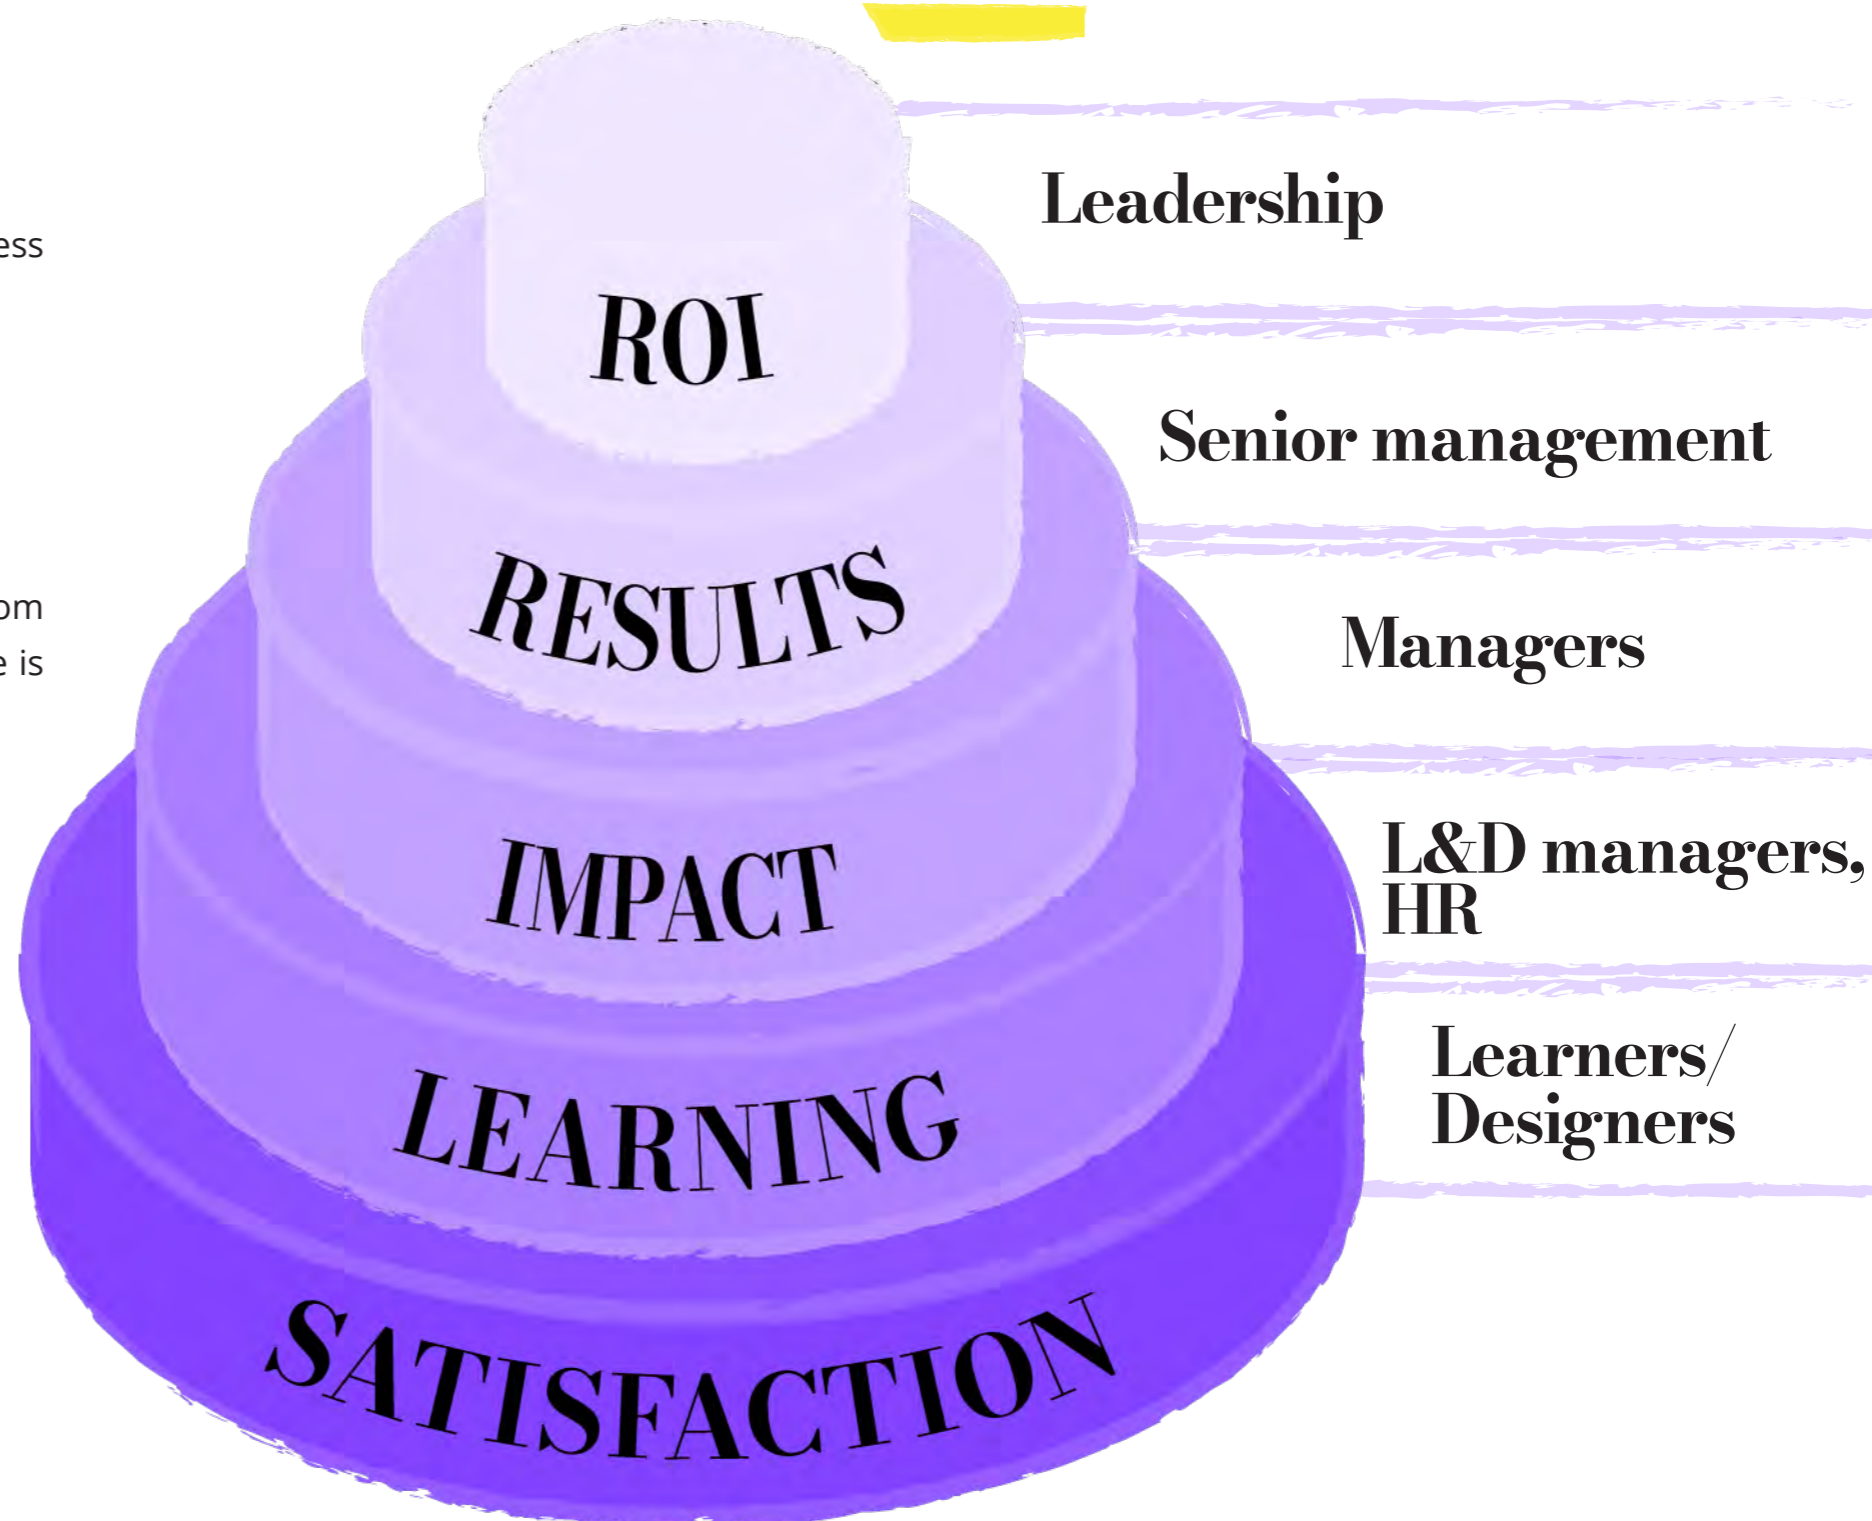 ess
om
e is
ROI
RESULTS
IMPACT
LEARNING
SATISFACTION
Leadership
Senior management
Managers
L&D managers,
HR
Learners/
Designers